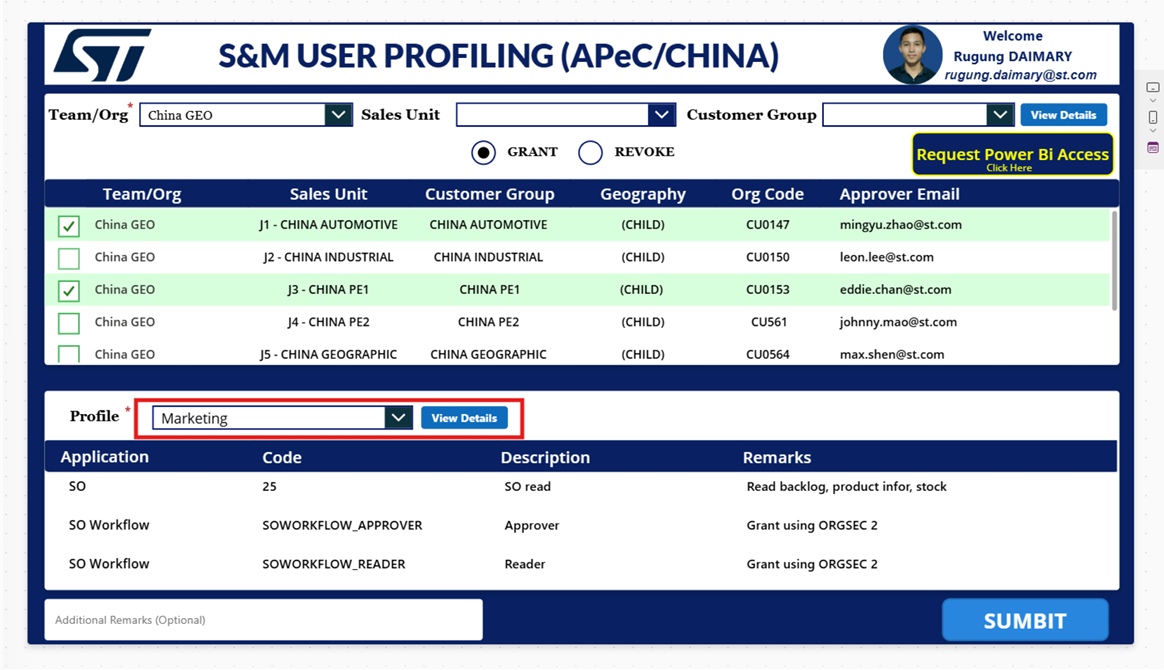 ST
S&M USER PROFILING (APeC/CHINA)
Welcome
Rugung DAIMARY
rugung.daimary@st.com
Team/Org* China GEO Sales Unit Customer Group View Details
GRANT REVOKE
Request Power Bi Access
Click Here
Team/Org Sales Unit Customer Group Geography Org Code Approver Email
China GEO J1 - CHINA AUTOMOTIVE CHINA AUTOMOTIVE (CHILD) CU0147 mingyu.zhao@st.com
China GEO J2 - CHINA INDUSTRIAL CHINA INDUSTRIAL (CHILD) CU0150 leon.lee@st.com
China GEO J3 - CHINA PE1 CHINA PE1 (CHILD) CU0153 eddie.chan@st.com
China GEO J4 - CHINA PE2 CHINA PE2 (CHILD) CU561 johnny.mao@st.com
China GEO J5 - CHINA GEOGRAPHIC CHINA GEOGRAPHIC (CHILD) CU0564 max.shen@st.com
Profile * Marketing View Details
Application Code Description Remarks
SO 25 SO read Read backlog, product infor, stock
SO Workflow SOWORKFLOW_APPROVER Approver Grant using ORGSEC 2
SO Workflow SOWORKFLOW_READER Reader Grant using ORGSEC 2
Additional Remarks (Optional) SUMBIT